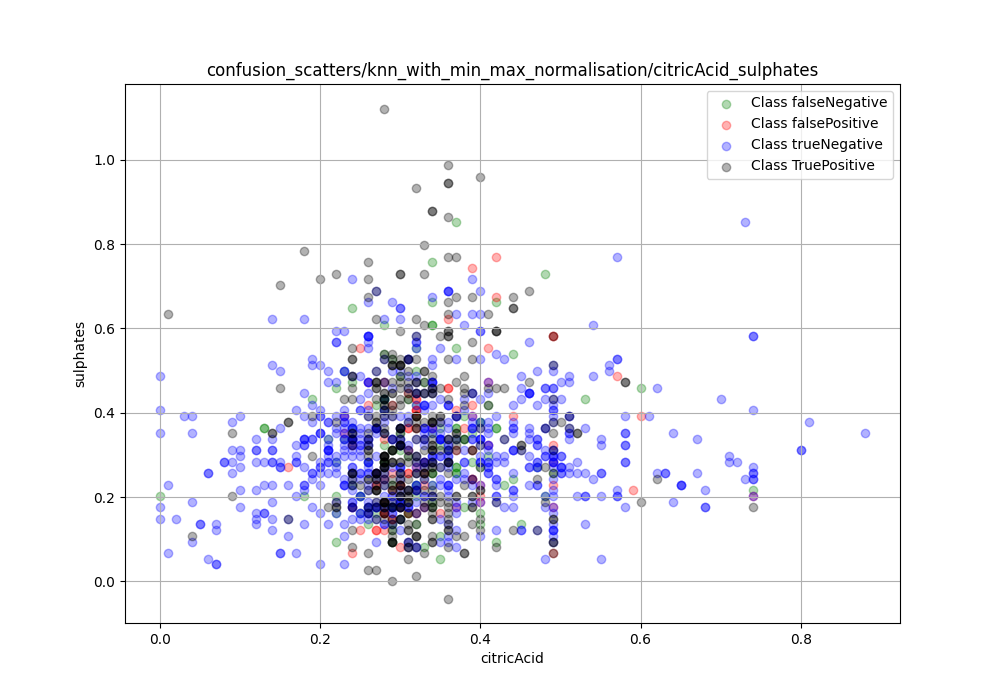 confusion_scatters/knn_with_min_max_normalisation/citricAcid_sulphates
Class falseNegative
Class falsePositive
Class trueNegative
Class TruePositive
sulphates
1.0
0.8
0.6
0.4
0.2
0.0
0.0 0.2 0.4 0.6 0.8
citricAcid